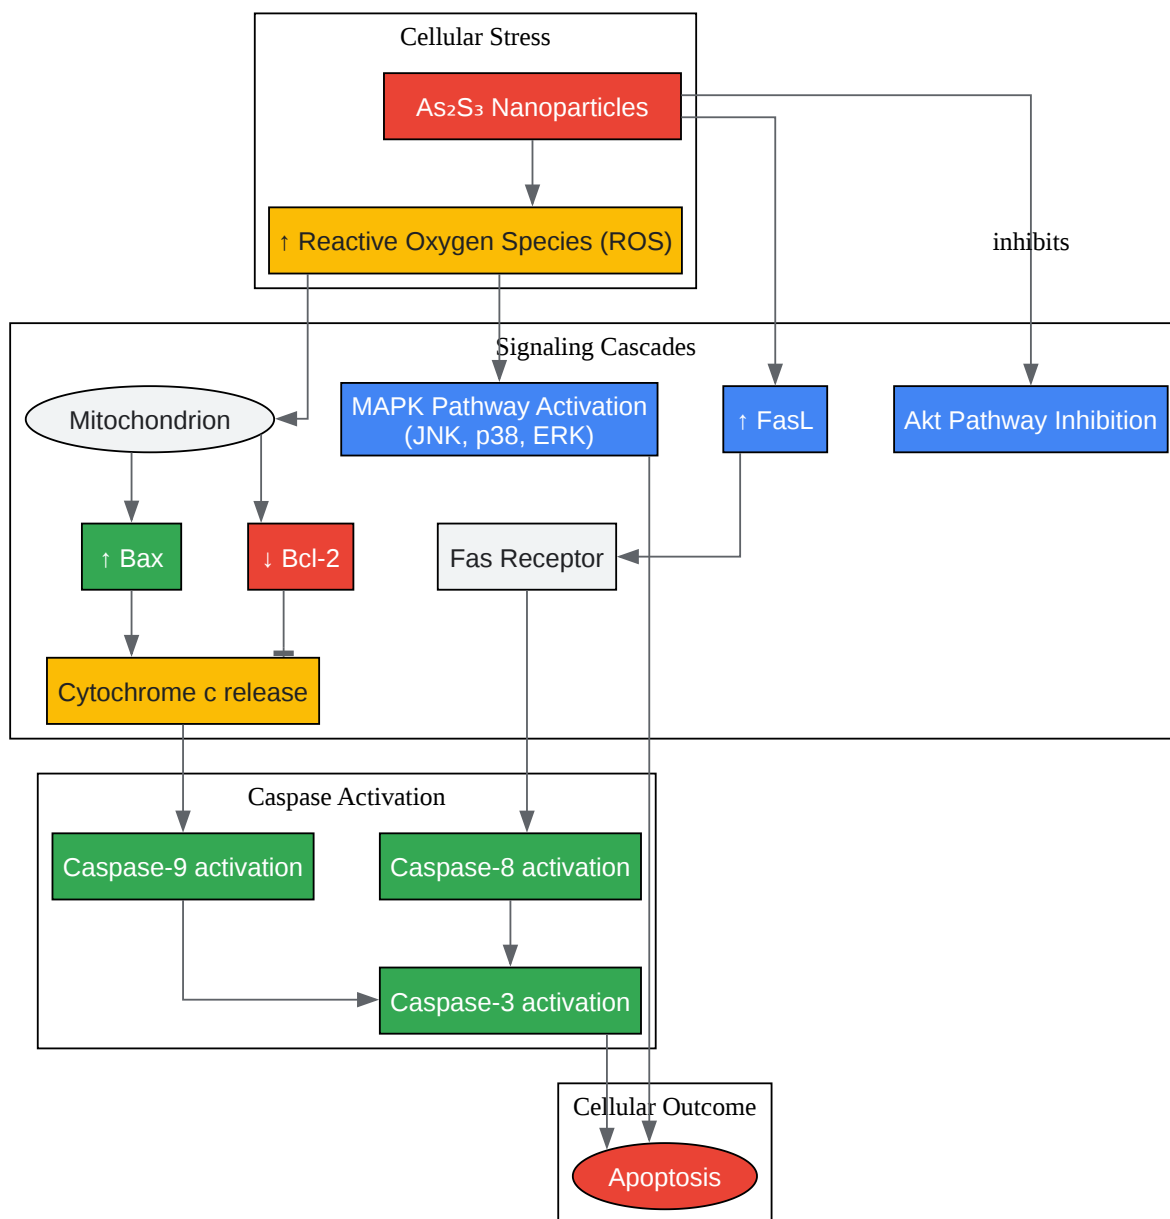 Cellular Stress
As₂S₃ Nanoparticles
↑ Reactive Oxygen Species (ROS)
inhibits
Signaling Cascades
Mitochondrion
MAPK Pathway Activation
(JNK, p38, ERK)
↑ FasL
Akt Pathway Inhibition
↑ Bax
↓ Bcl-2
Fas Receptor
Cytochrome c release
Caspase Activation
Caspase-9 activation
Caspase-8 activation
Caspase-3 activation
Cellular Outcome
Apoptosis